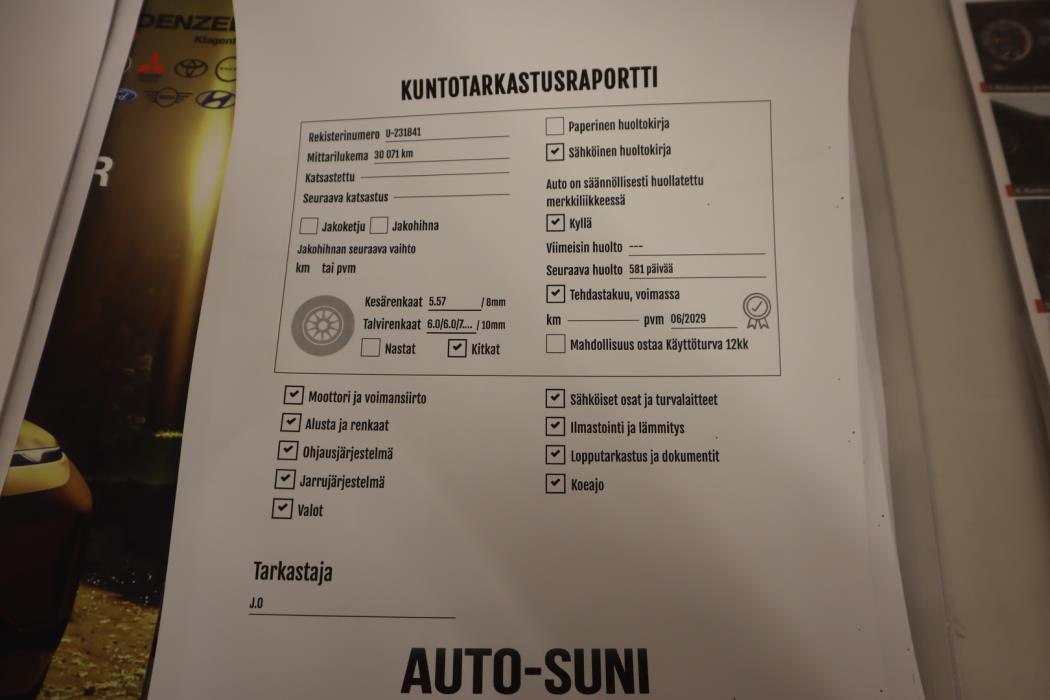 DENZEL
Klagenf
R
KUNTOTARKASTUSRAPORTTI
Rekisterinumero U-231841
Mittarilukema 30 071 km
Katsastettu
Seuraava katsastus
Jakoketju Jakohihna
Jakohihnan seuraava vaihto
km tai pvm
Kesärenkaat 5.57 / 8mm
Talvirenkaat 6.0/6.0/7.... / 10mm
Nastat Kitkat
Paperinen huoltokirja
Sähköinen huoltokirja
Auto on säännöllisesti huollatettu
merkkiliikkeessä
Kyllä
Viimeisin huolto ---
Seuraava huolto 581 päivää
Tehdastakuu, voimassa
km pvm 06/2029
Mahdollisuus ostaa Käyttöturva 12kk
Moottori ja voimansiirto
Alusta ja renkaat
Ohjausjärjestelmä
Jarrujärjestelmä
Valot
Sähköiset osat ja turvalaitteet
Ilmastointi ja lämmitys
Lopputarkastus ja dokumentit
Koeajo
Tarkastaja
J.O
AUTO-SUNI